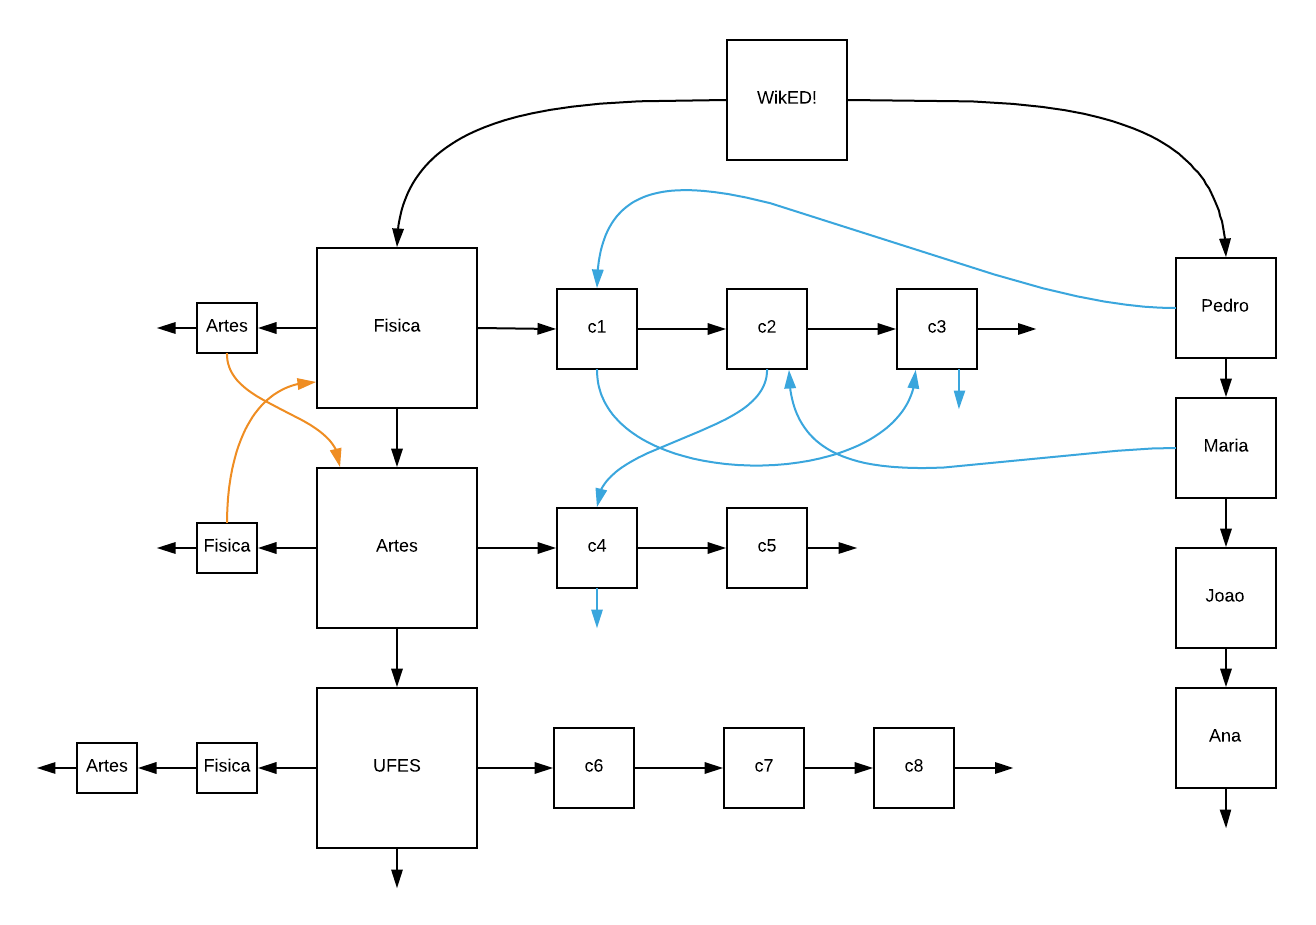 WikED!
Pedro
Artes
Fisica
c1
c2
c3
Maria
Fisica
Artes
c4
c5
Joao
Artes
Fisica
UFES
c6
c7
c8
Ana